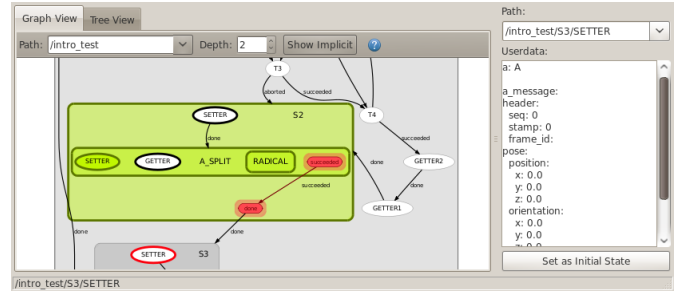 Graph View
Tree View
Path:
/intro_test
Depth:
2
Show Implicit
?
T3
aborted
succeeded
SETTER
S2
T4
done
succeeded
SETTER
GETTER
A_SPLIT
RADICAL
succeeded
done
GETTER2
succeeded
done
done
GETTER1
done
done
SETTER
S3
/intro_test/S3/SETTER
Path:
/intro_test/S3/SETTER
Userdata:
a: A
a_message:
header:
seq: 0
stamp: 0
frame_id:
pose:
position:
x: 0.0
y: 0.0
z: 0.0
orientation:
x: 0.0
y: 0.0
z: 0.0
Set as Initial State